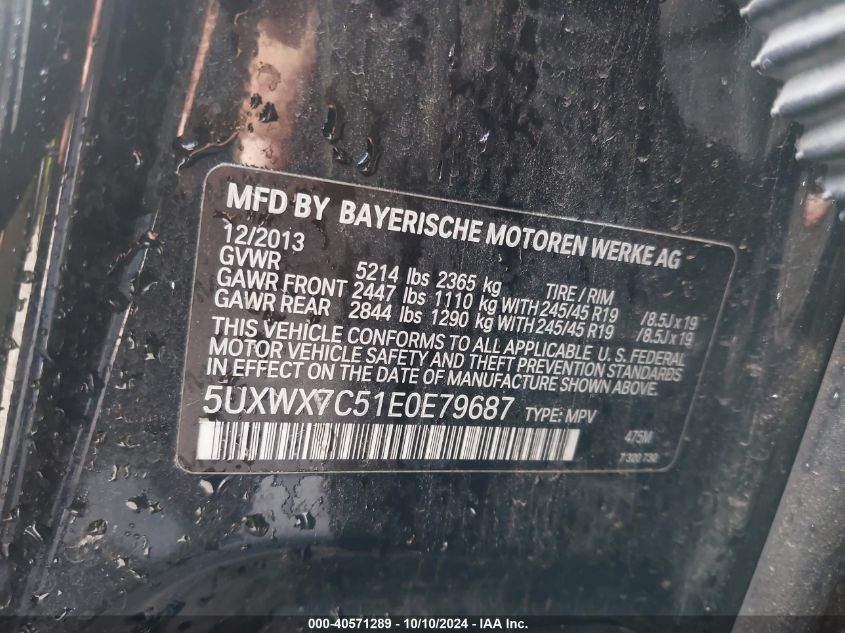 MFD BY BAYERISCHE MOTOREN WERKE AG
12/2013
GVWR 5214 lbs 2365 kg TIRE / RIM
GAWR FRONT 2447 lbs 1110 kg WITH 245/45 R19 /8.5J x 19
GAWR REAR 2844 lbs 1290 kg WITH 245/45 R19 /8.5J x 19
THIS VEHICLE CONFORMS TO ALL APPLICABLE U. S. FEDERAL
MOTOR VEHICLE SAFETY AND THEFT PREVENTION STANDARDS
IN EFFECT ON THE DATE OF MANUFACTURE SHOWN ABOVE.
5UXWX7C51E0E79687 TYPE: MPV
475M
7 320 730
000-40571289 - 10/10/2024 - IAA Inc.